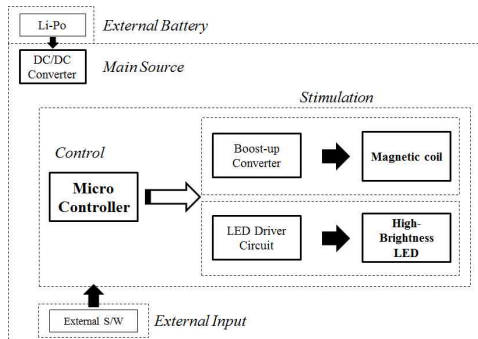 Li-Po
External Battery
DC/DC
Converter
Main Source
Stimulation
Control
Micro
Controller
Boost-up
Converter
Magnetic coil
LED Driver
Circuit
High-
Brightness
LED
External S/W
External Input